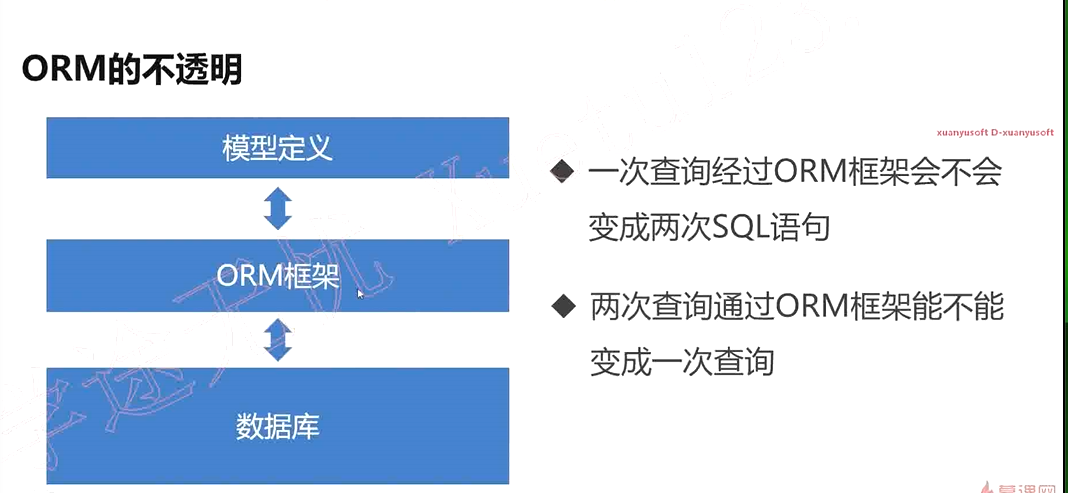 ORM的不透明
模型定义
ORM框架
数据库
xuanyusoft D-xuanyusoft
◆ 一次查询经过ORM框架会不会
变成两次SQL语句
◆ 两次查询通过ORM框架能不能
变成一次查询
慕课网